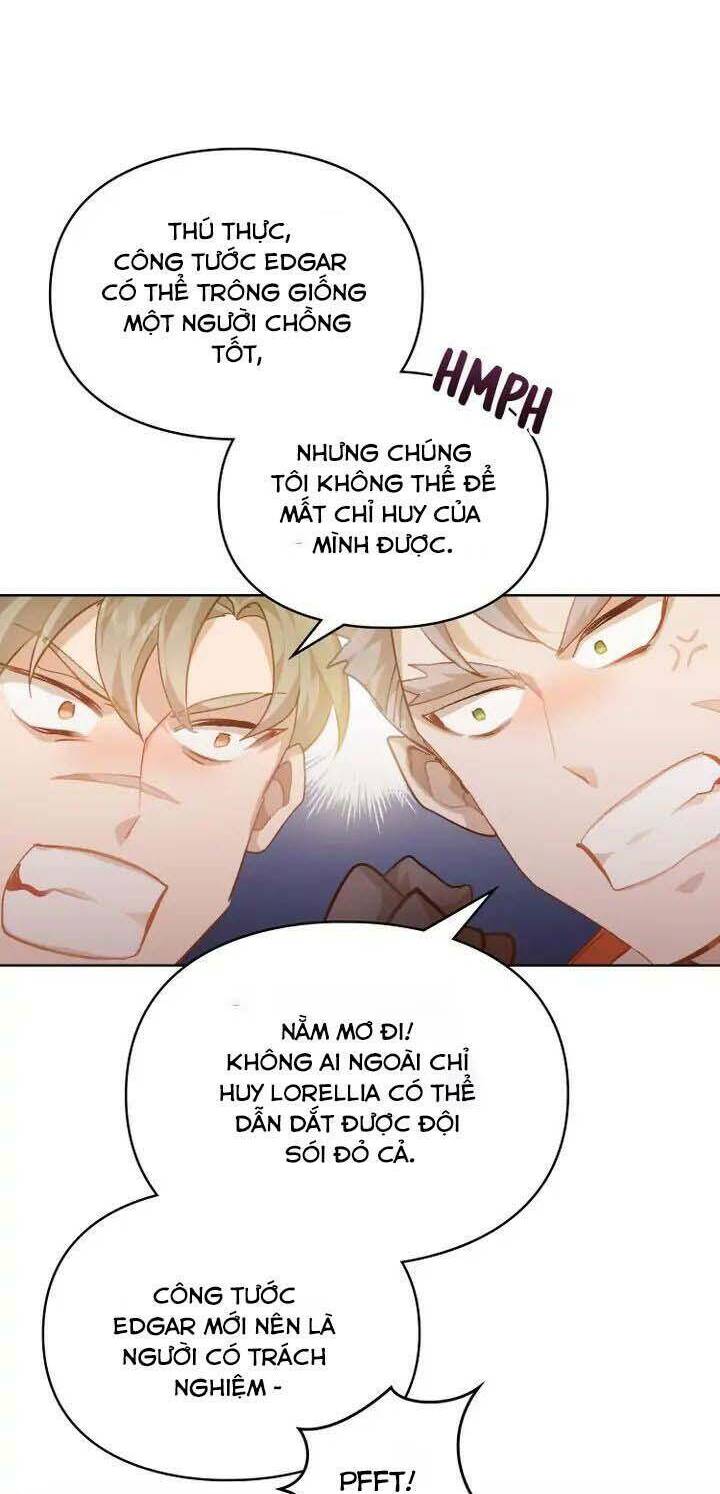 THÚ THỰC,
CÔNG TƯỚC EDGAR
CÓ THỂ TRÔNG GIỐNG
MỘT NGƯỜI CHỒNG
TỐT,
HMPH
NHƯNG CHÚNG
TÔI KHÔNG THỂ ĐỂ
MẤT CHỈ HUY CỦA
MÌNH ĐƯỢC.
NẰM MƠ ĐI!
KHÔNG AI NGOÀI CHỈ
HUY LORELLIA CÓ THỂ
DẪN DẮT ĐƯỢC ĐỘI
SÓI ĐỎ CẢ.
CÔNG TƯỚC
EDGAR MỚI NÊN LÀ
NGƯỜI CÓ TRÁCH
NGHIỆM -
PFFT!